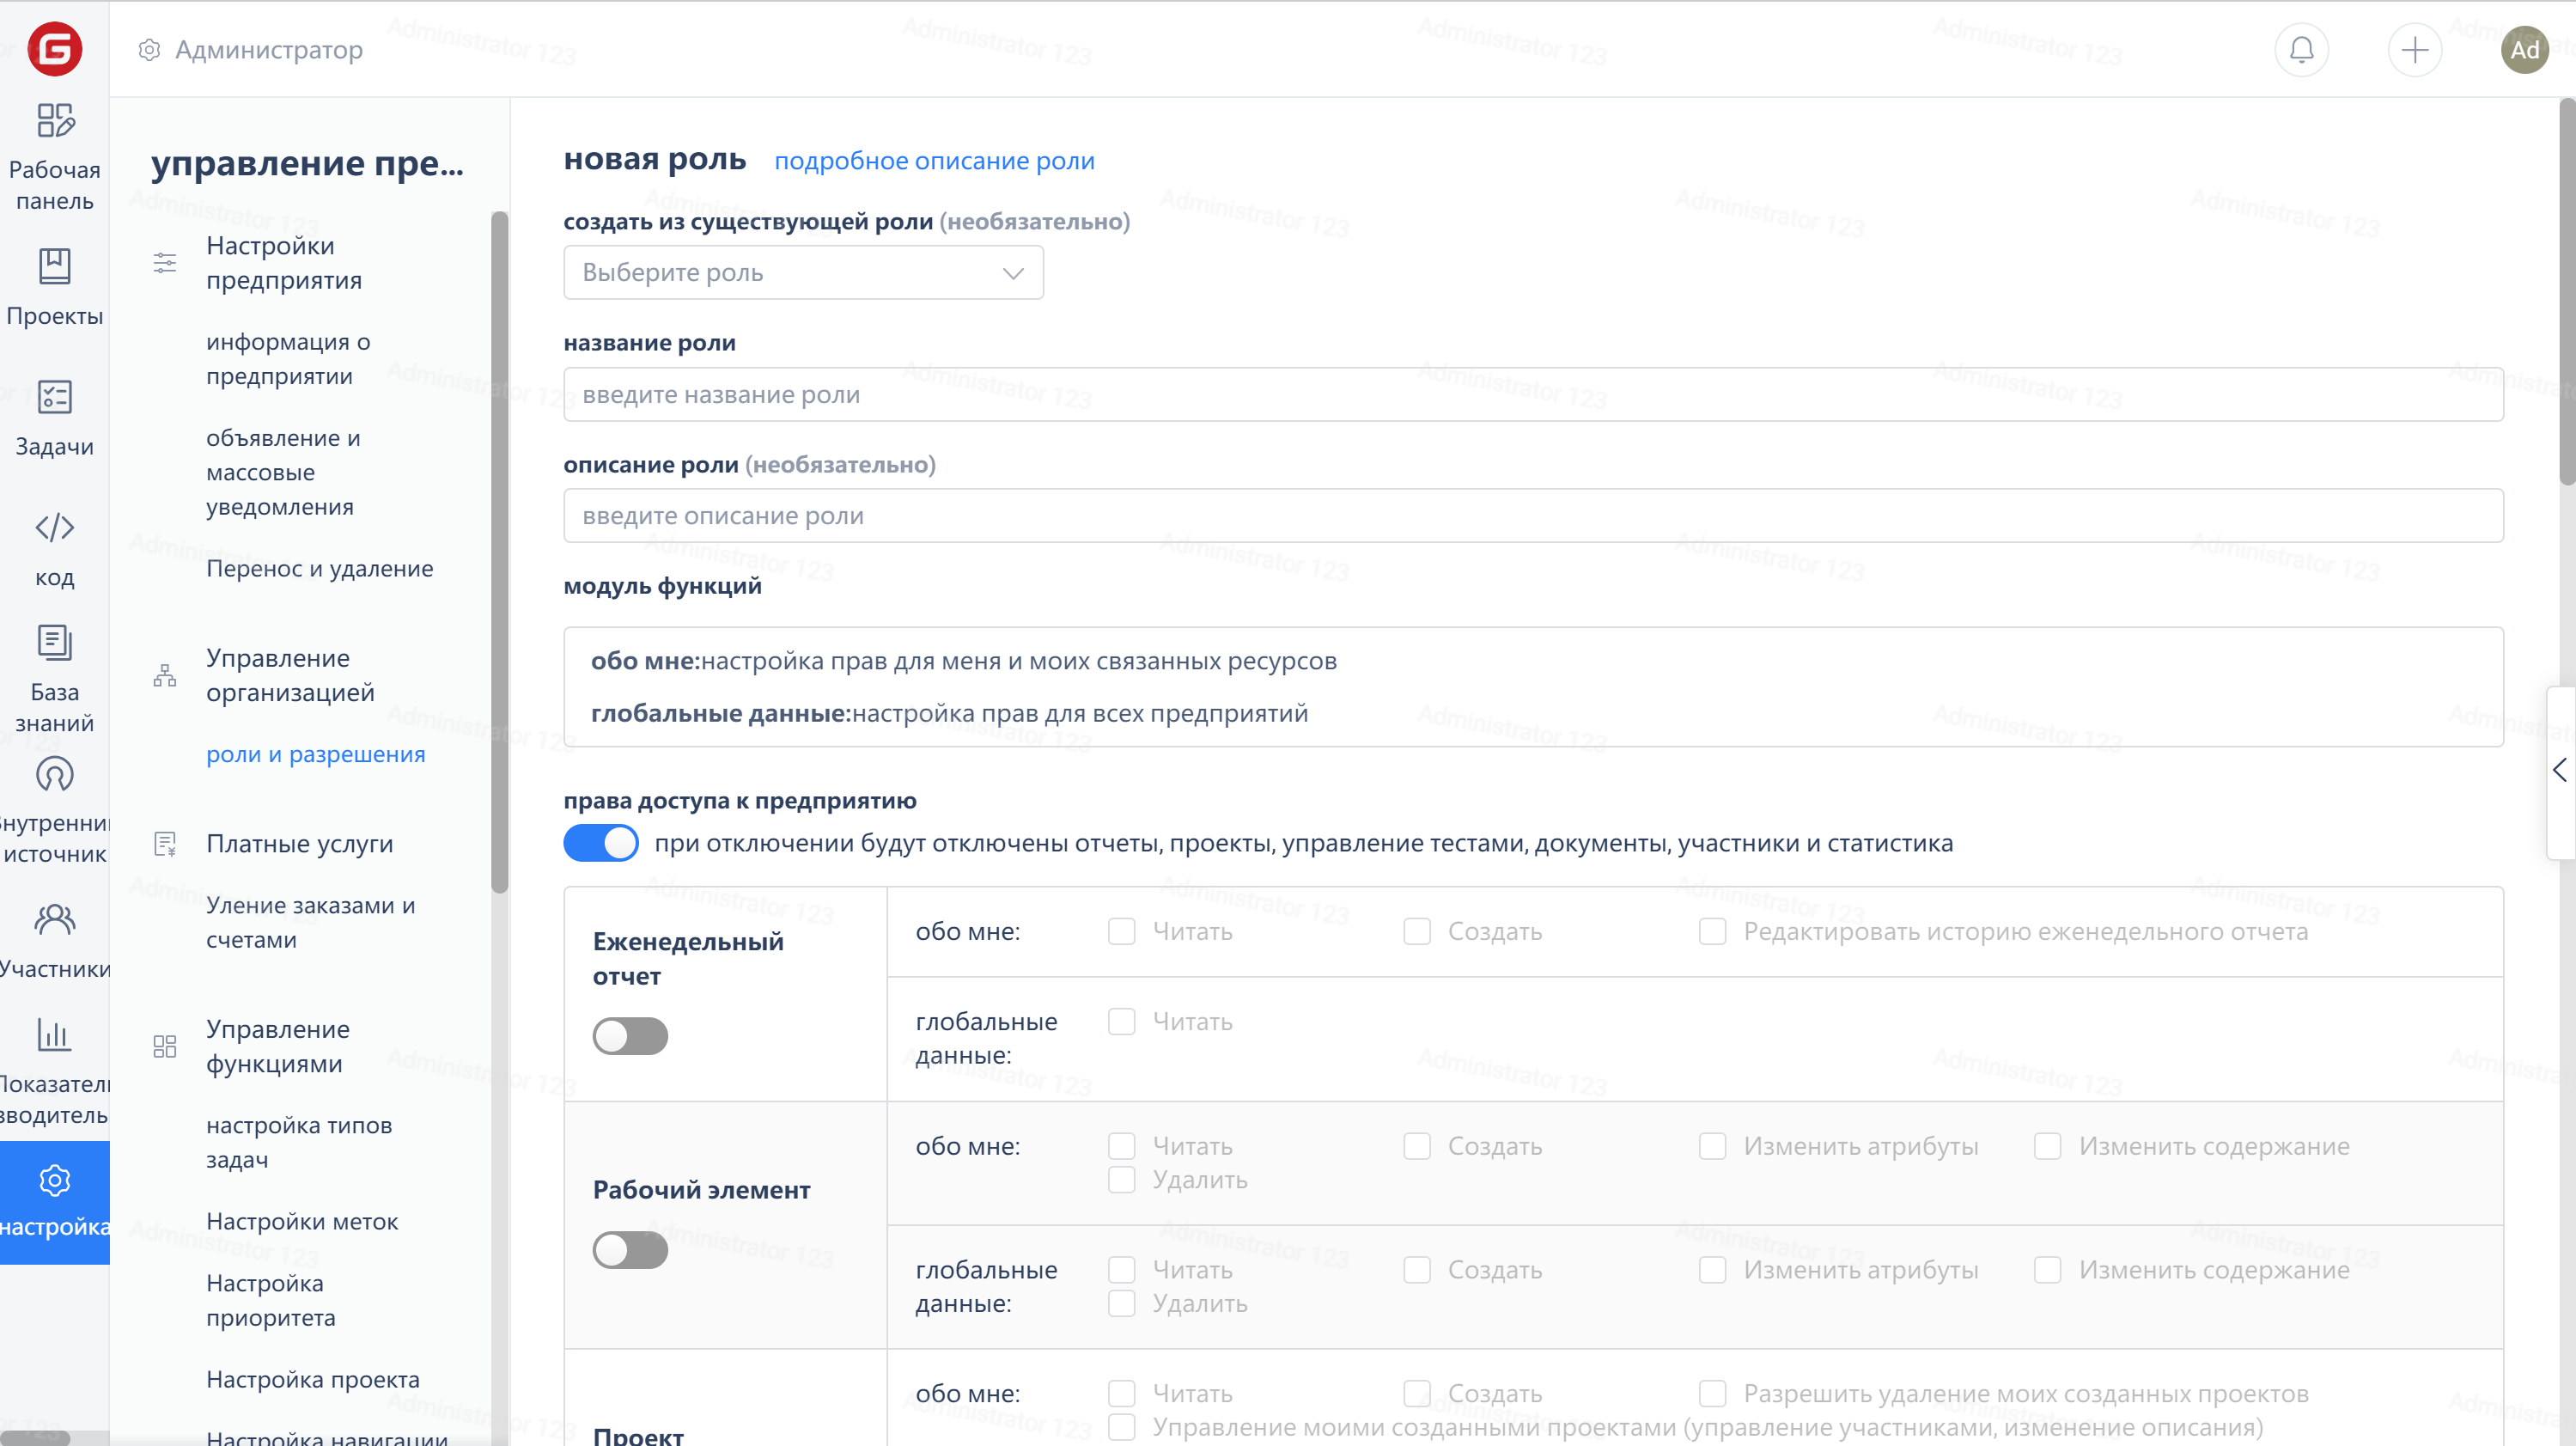 Администратор
Ad
Рабочая
панель
Проекты
Задачи
код
База
знаний
нутренни
источник
Участники
Показател
зводитель
настройка
управление пре...
Настройки
предприятия
информация о
предприятии
объявление и
массовые
уведомления
Перенос и удаление
Управление
организацией
роли и разрешения
Платные услуги
Уление заказами и
счетами
Управление
функциями
настройка типов
задач
Настройки меток
Настройка
приоритета
Настройка проекта
Настройка навигации
новая роль подробное описание роли
создать из существующей роли (необязательно)
Выберите роль
название роли
введите название роли
описание роли (необязательно)
введите описание роли
модуль функций
обо мне:настройка прав для меня и моих связанных ресурсов
глобальные данные:настройка прав для всех предприятий
права доступа к предприятию
при отключении будут отключены отчеты, проекты, управление тестами, документы, участники и статистика
Еженедельный
отчет
обо мне: Читать Создать Редактировать историю еженедельного отчета
глобальные
данные: Читать
Рабочий элемент
обо мне: Читать Создать Изменить атрибуты Изменить содержание
Удалить
глобальные
данные: Читать Создать Изменить атрибуты Изменить содержание
Удалить
Проект
обо мне: Читать Создать Разрешить удаление моих созданных проектов
Управление моими созданными проектами (управление участниками, изменение описания)
Administrator 123